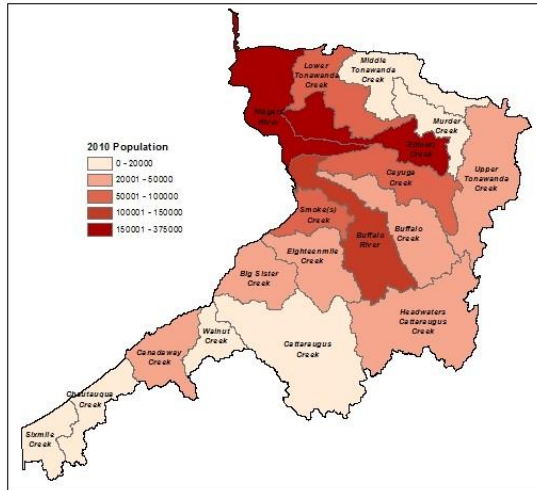 Middle
Tonawanda
Creek
Lower
Tonawanda
Creek
Niagara
River
Murder
Creek
Ellicott
Creek
2010 Population
0 - 20000
20001 - 50000
50001 - 100000
100001 - 150000
150001 - 375000
Cayuga
Creek
Upper
Tonawanda
Creek
Smoke(s)
Creek
Buffalo
River
Buffalo
Creek
Eighteenmile
Creek
Big Sister
Creek
Headwaters
Cattaraugus
Creek
Walnut
Creek
Cattaraugus
Creek
Canadaway
Creek
Chautauqua
Creek
Sixmile
Creek